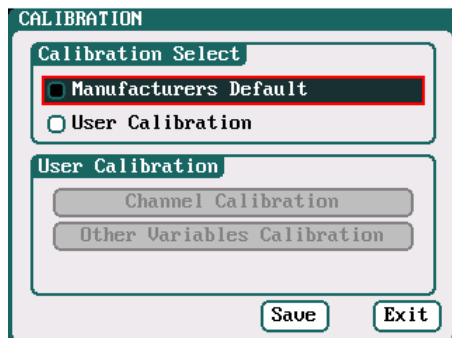 CALIBRATION
Calibration Select
Manufacturers Default
User Calibration
User Calibration
Channel Calibration
Other Variables Calibration
Save Exit